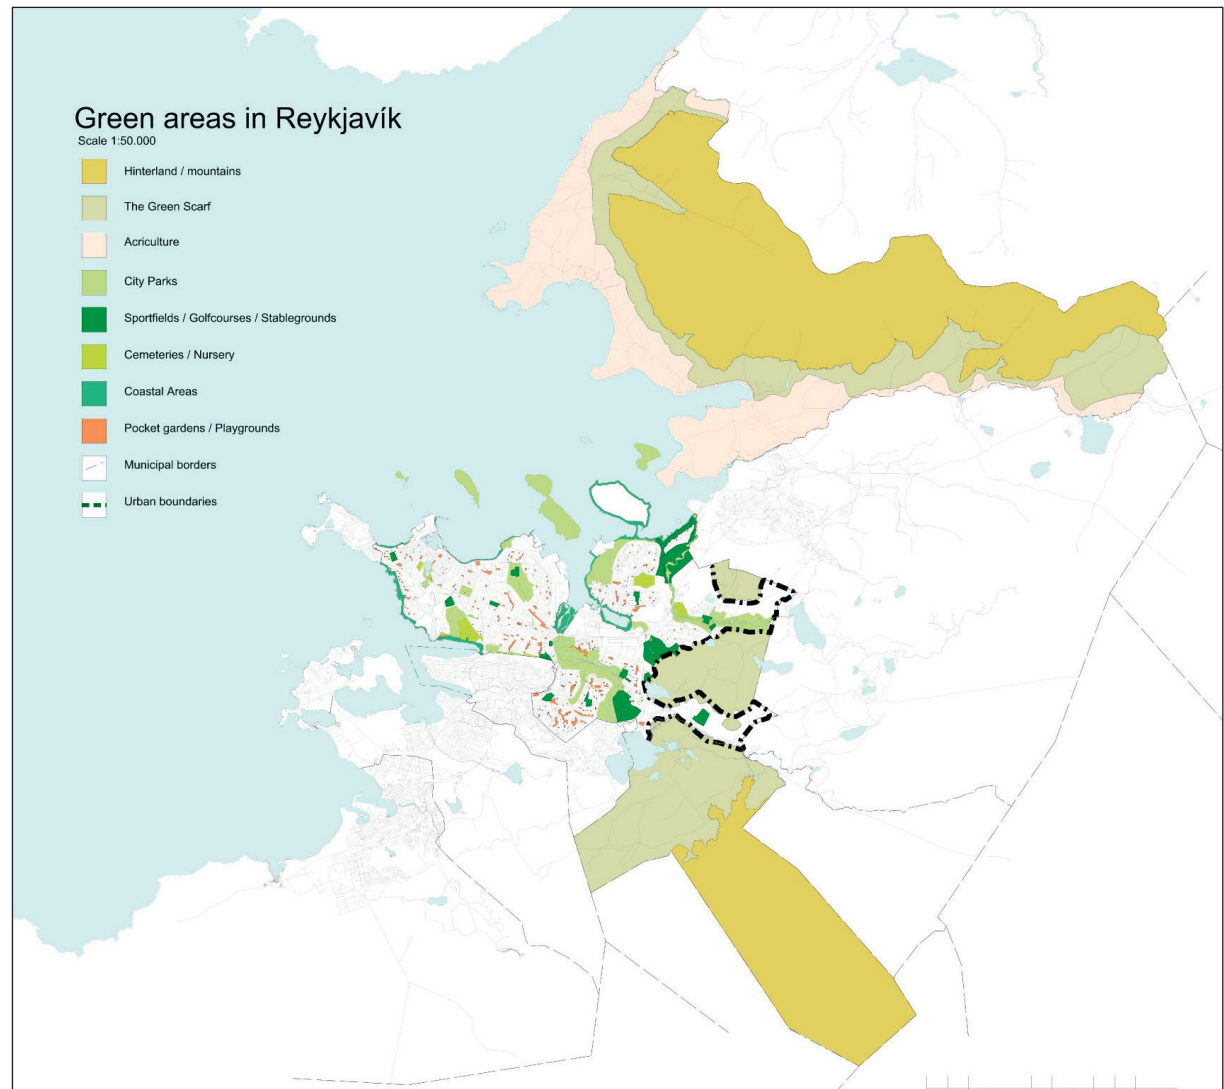 Green areas in Reykjavík
Scale 1:50.000
Hinterland / mountains
The Green Scarf
Acriculture
City Parks
Sportfields / Golfcourses / Stablegrounds
Cemeteries / Nursery
Coastal Areas
Pocket gardens / Playgrounds
Municipal borders
Urban boundaries